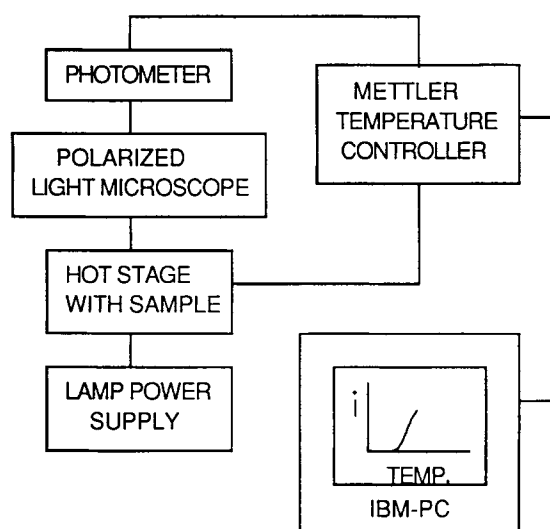 PHOTOMETER
METTLER
TEMPERATURE
CONTROLLER
POLARIZED
LIGHT MICROSCOPE
HOT STAGE
WITH SAMPLE
LAMP POWER
SUPPLY
i
TEMP.
IBM-PC